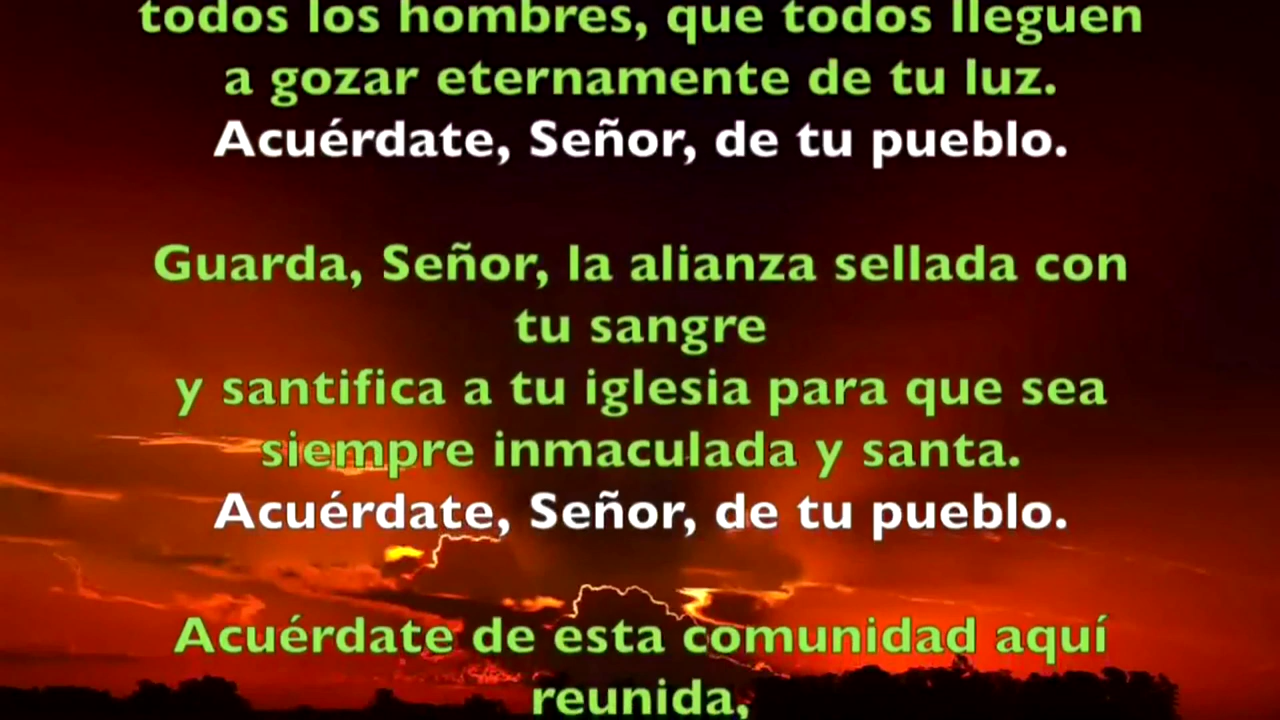 todos los hombres, que todos lleguen
a gozar eternamente de tu luz.
Acuérdate, Señor, de tu pueblo.
Guarda, Señor, la alianza sellada con
tu sangre
y santifica a tu iglesia para que sea
siempre inmaculada y santa.
Acuérdate, Señor, de tu pueblo.
Acuérdate de esta comunidad aquí
reunida,